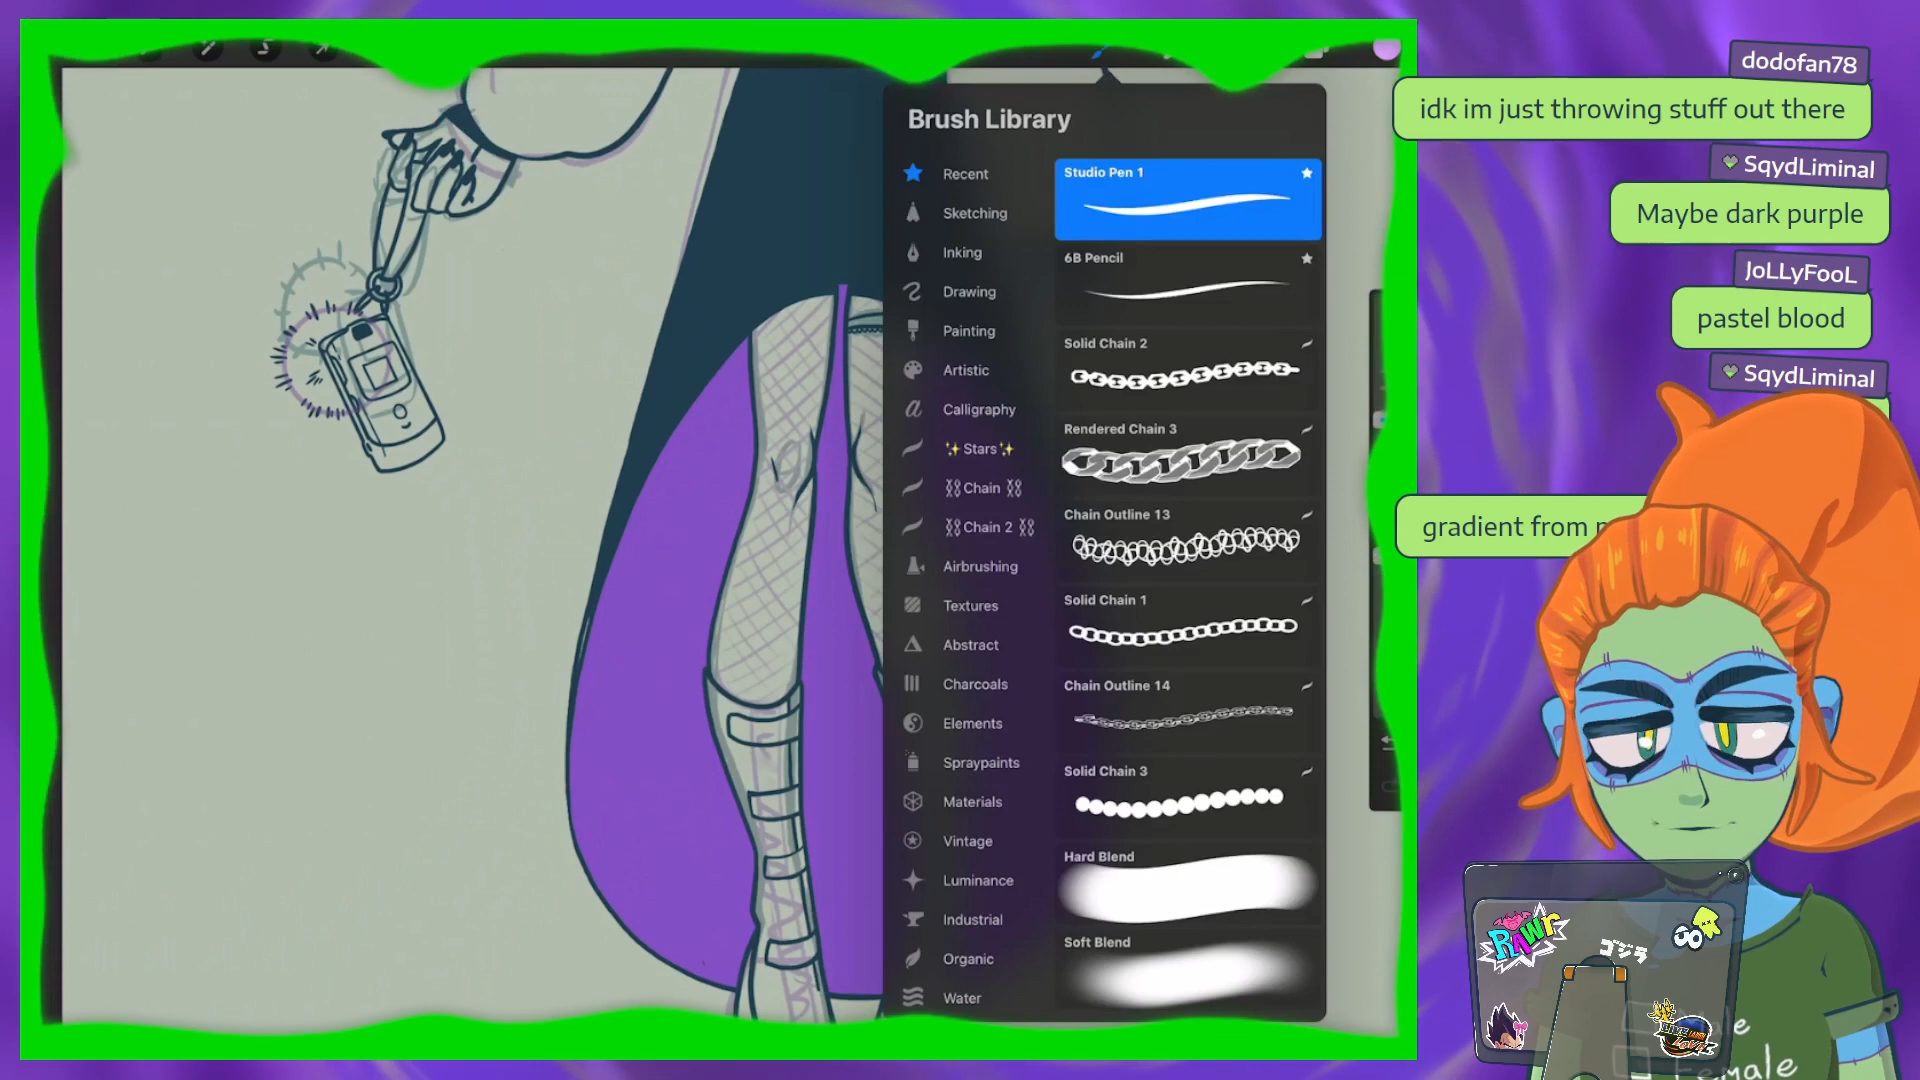 Brush Library
Recent
Sketching
Inking
Drawing
Painting
Artistic
Calligraphy
✨Stars✨
⛓Chain ⛓
⛓Chain 2 ⛓
Airbrushing
Textures
Abstract
Charcoals
Elements
Spraypaints
Materials
Vintage
Luminance
Industrial
Organic
Water
Studio Pen 1
6B Pencil
Solid Chain 2
Rendered Chain 3
Chain Outline 13
Solid Chain 1
Chain Outline 14
Solid Chain 3
Hard Blend
Soft Blend
dodofan78
idk im just throwing stuff out there
SqydLiminal
Maybe dark purple
JoLLyFooL
pastel blood
SqydLiminal
gradient from
RAWr
ゴジラ